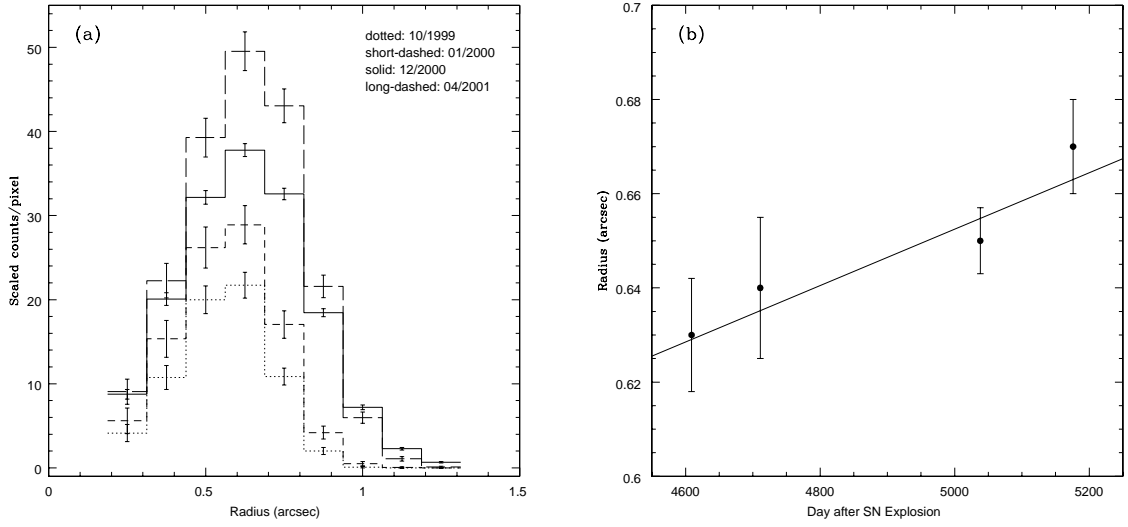 (a)
dotted: 10/1999
short-dashed: 01/2000
solid: 12/2000
long-dashed: 04/2001
Scaled counts/pixel
50
40
30
20
10
0
0
0.5
1
1.5
Radius (arcsec)
(b)
Radius (arcsec)
0.7
0.68
0.66
0.64
0.62
0.6
4600
4800
5000
5200
Day after SN Explosion